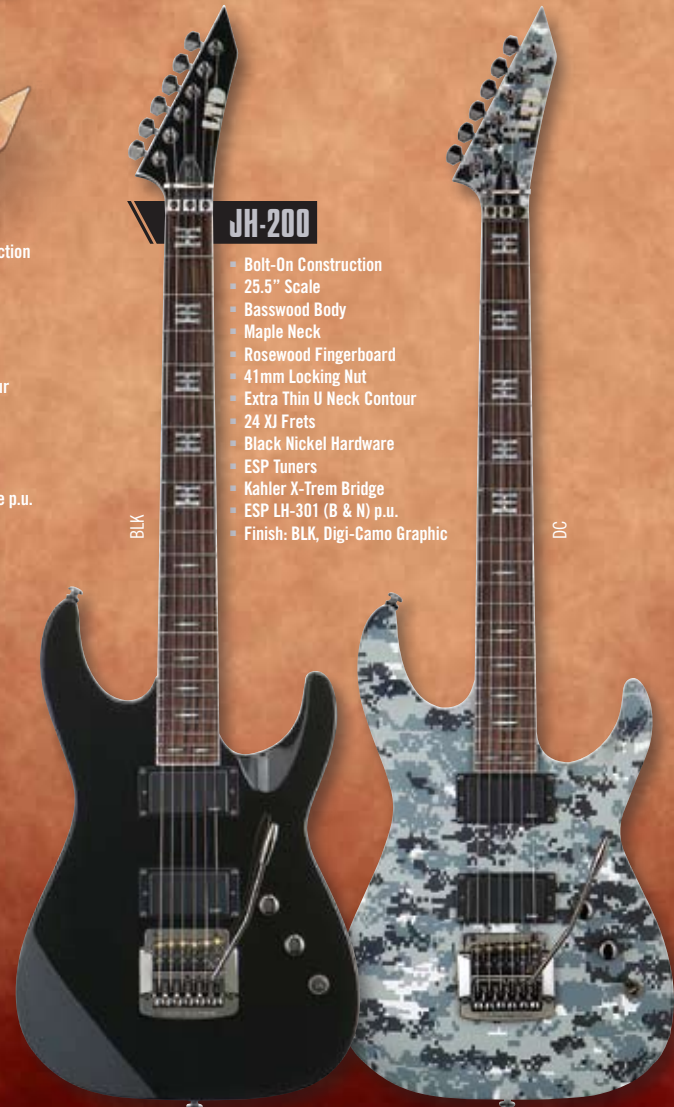 LTD
LTD
JH-200
Bolt-On Construction
25.5” Scale
Basswood Body
Maple Neck
Rosewood Fingerboard
41mm Locking Nut
Extra Thin U Neck Contour
24 XJ Frets
Black Nickel Hardware
ESP Tuners
Kahler X-Trem Bridge
ESP LH-301 (B & N) p.u.
Finish: BLK, Digi-Camo Graphic
BLK
DC
p.u.